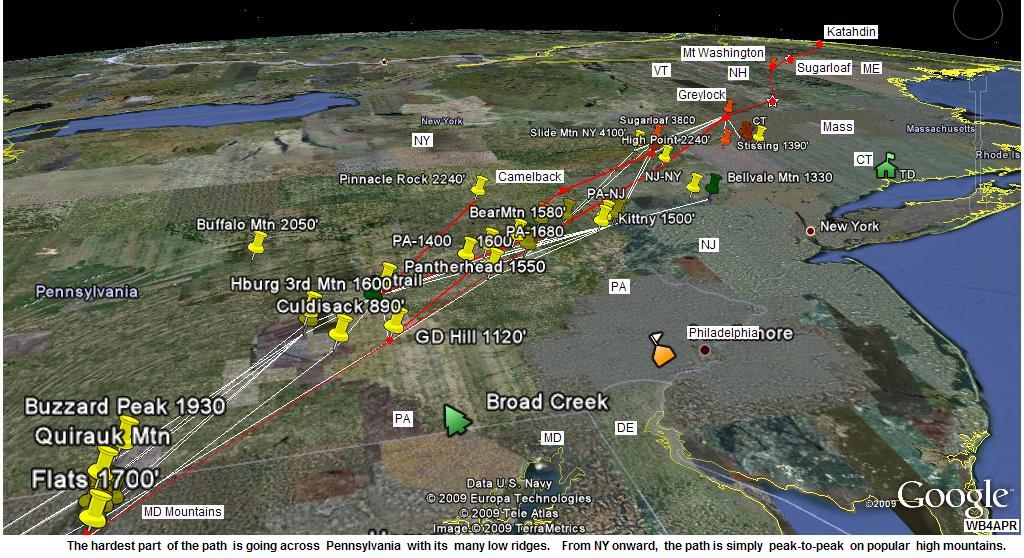 Katahdin
Mt Washington
Sugarloaf
ME
VT
NH
Greylock
New York
Sugarloaf 3800
CT
Mass
Massachusetts
Slide Mtn NY 4100'
High Point 2240'
Stissing 1390'
NY
CT
Rhode Is
TD
Pinnacle Rock 2240'
Camelback
NJ-NY
Bellvale Mtn 1330
PA-NJ
BearMtn 1580'
Kittny 1500'
Buffalo Mtn 2050'
New York
PA-1400
1600
PA-1680
NJ
Pantherhead 1550
Hburg 3rd Mtn 1600
trail
Pennsylvania
PA
Culdisack 890'
GD Hill 1120'
Philadelphia
more
Buzzard Peak 1930
Broad Creek
PA
Quirauk Mtn
MD
DE
Flats 1700'
MD Mountains
Data U.S. Navy
© 2009 Europa Technologies
© 2009 Tele Atlas
Image © 2009 TerraMetrics
©2009 Google™
WB4APR
The hardest part of the path is going across Pennsylvania with its many low ridges. From NY onward, the path is simply peak-to-peak on popular high mountains.